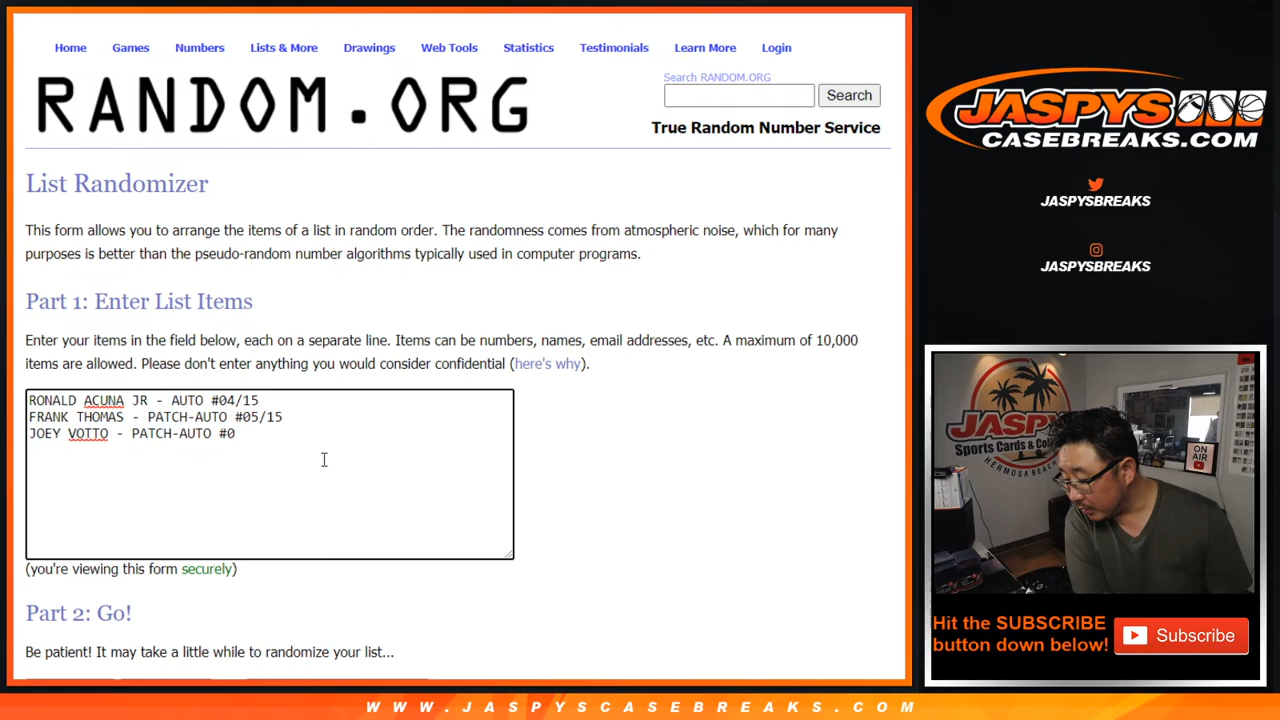 Home Games Numbers Lists & More Drawings Web Tools Statistics Testimonials Learn More Login
RANDOM.ORG
Search RANDOM.ORG
Search
True Random Number Service
List Randomizer
This form allows you to arrange the items of a list in random order. The randomness comes from atmospheric noise, which for many
purposes is better than the pseudo-random number algorithms typically used in computer programs.
Part 1: Enter List Items
Enter your items in the field below, each on a separate line. Items can be numbers, names, email addresses, etc. A maximum of 10,000
items are allowed. Please don't enter anything you would consider confidential (here's why).
RONALD ACUNA JR - AUTO #04/15
FRANK THOMAS - PATCH-AUTO #05/15
JOEY VOTTO - PATCH-AUTO #0
(you're viewing this form securely)
Part 2: Go!
Be patient! It may take a little while to randomize your list...
JASPYS
CASEBREAKS.COM
JASPYSBREAKS
JASPYSBREAKS
JASPYS
Sports Cards & Co
HERMOSA BEACH
ON AIR
Hit the SUBSCRIBE
button down below!
Subscribe
WWW.JASPYSCASEBREAKS.COM